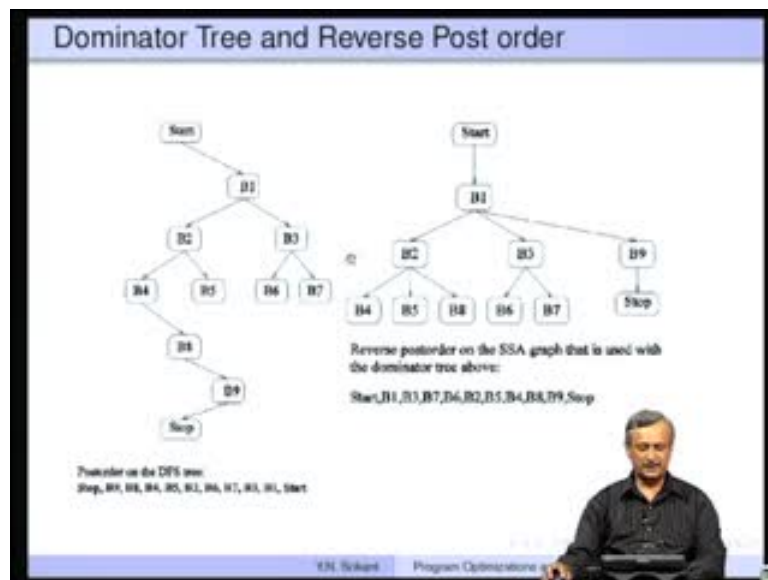 Dominator Tree and Reverse Post order
Start
B1
B2 B3
B4 B5 B6 B7
B8
B9
Stop
Postorder on the DFS tree:
Stop, B9, B8, B4, B5, B2, B6, B7, B3, B1, Start
Start
B1
B2 B3 B9
B4 B5 B8 B6 B7 Stop
Reverse postorder on the SSA graph that is used with
the dominator tree above:
Start,B1,B3,B7,B6,B2,B5,B4,B8,B9,Stop
Y.N. Srikant Program Optimizations